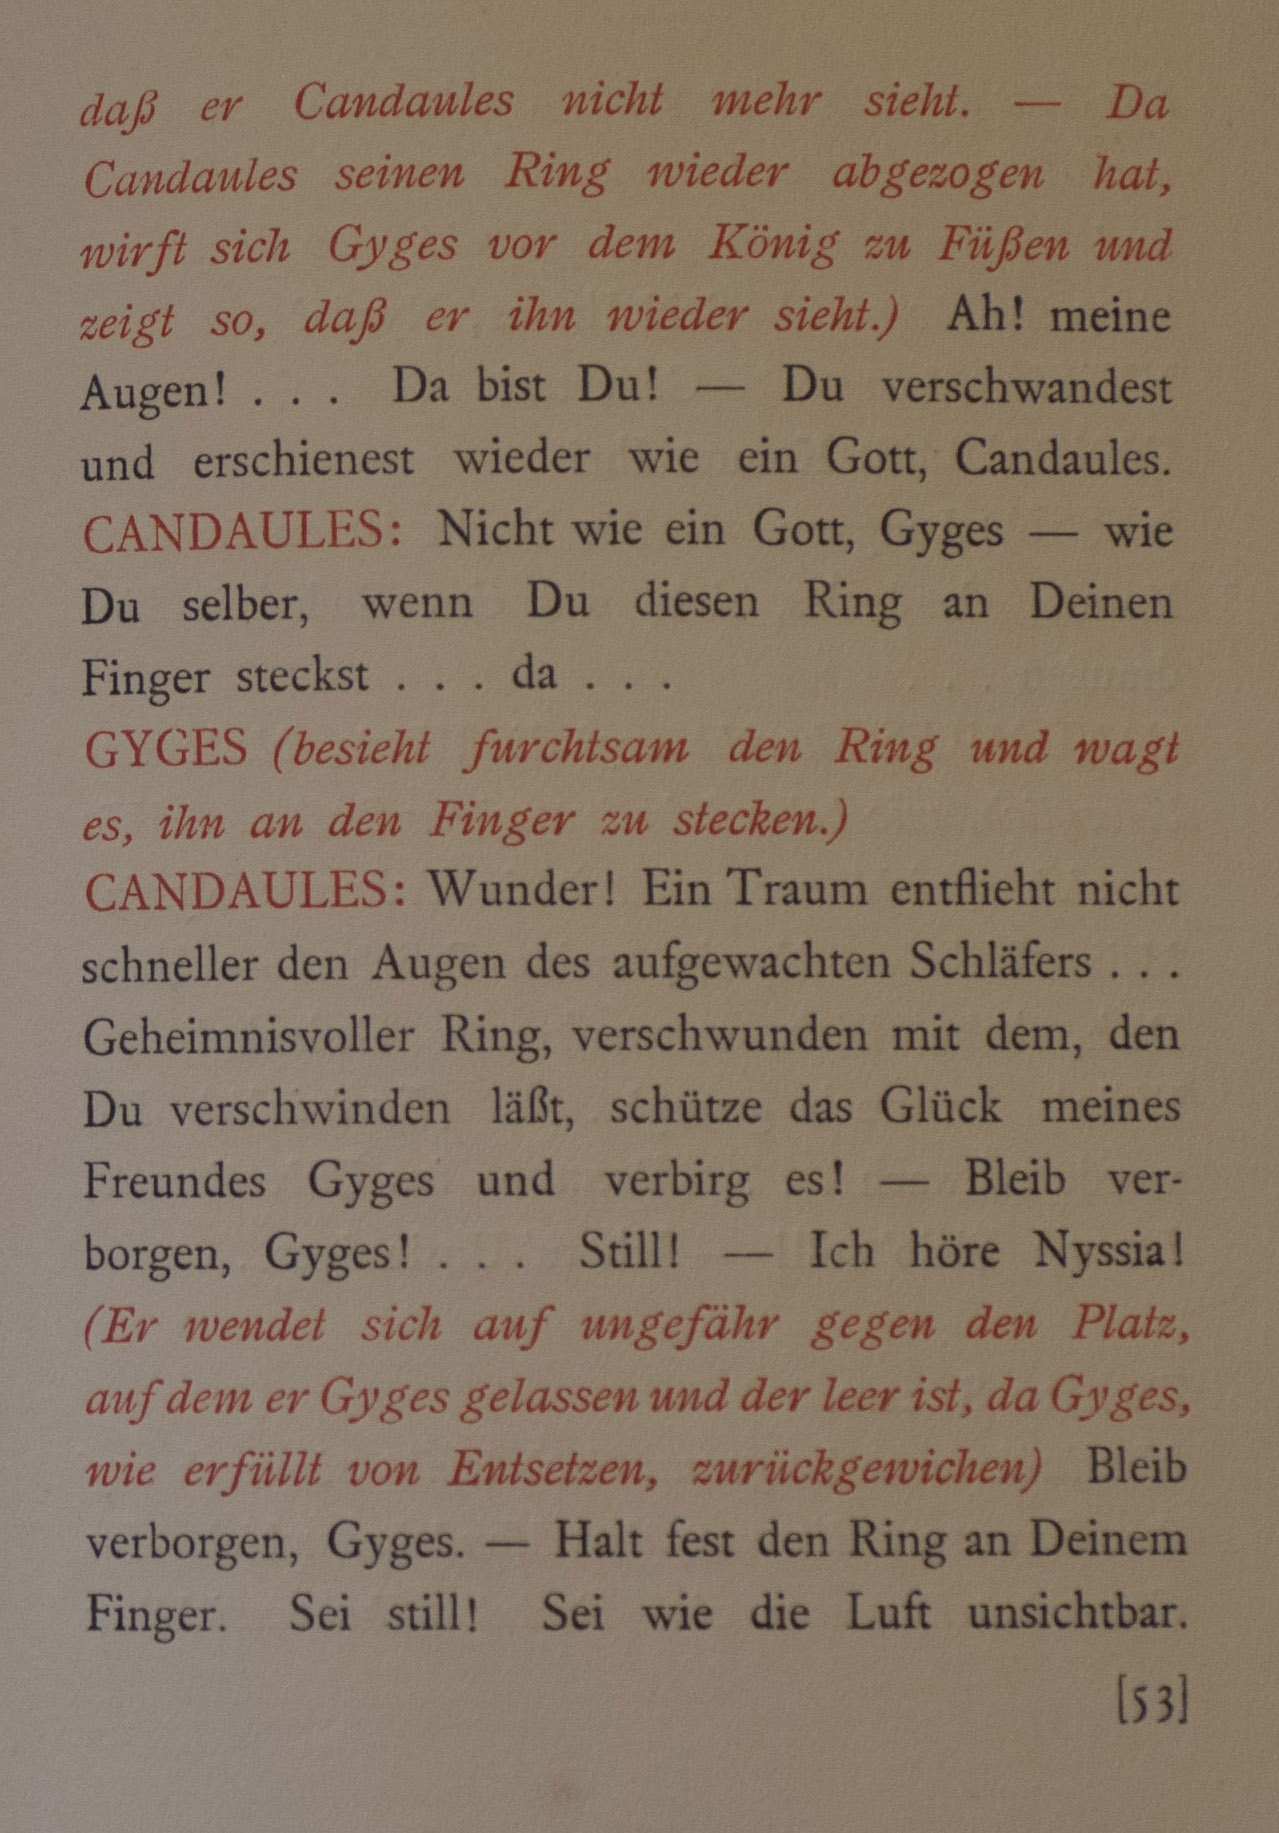 daß er Candaules nicht mehr sieht. — Da
Candaules seinen Ring wieder abgezogen hat,
wirft sich Gyges vor dem König zu Füßen und
zeigt so, daß er ihn wieder sieht.) Ah! meine
Augen! . . . Da bist Du! — Du verschwandest
und erschienest wieder wie ein Gott, Candaules.
CANDAULES: Nicht wie ein Gott, Gyges — wie
Du selber, wenn Du diesen Ring an Deinen
Finger steckst . . . da . . .
GYGES (besieht furchtsam den Ring und wagt
es, ihn an den Finger zu stecken.)
CANDAULES: Wunder! Ein Traum entflieht nicht
schneller den Augen des aufgewachten Schläfers . . .
Geheimnisvoller Ring, verschwunden mit dem, den
Du verschwinden läßt, schütze das Glück meines
Freundes Gyges und verbirg es! — Bleib ver-
borgen, Gyges! . . . Still! — Ich höre Nyssia!
(Er wendet sich auf ungefähr gegen den Platz,
auf dem er Gyges gelassen und der leer ist, da Gyges,
wie erfüllt von Entsetzen, zurückgewichen) Bleib
verborgen, Gyges. — Halt fest den Ring an Deinem
Finger. Sei still! Sei wie die Luft unsichtbar.
[53]